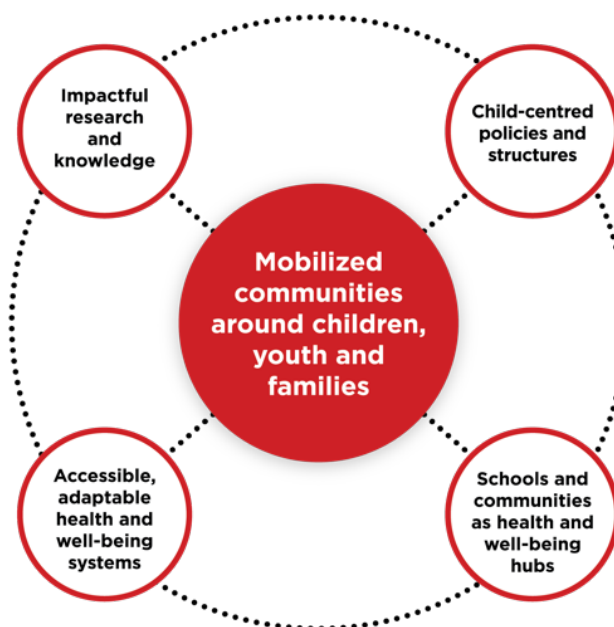 Impactful
research
and
knowledge
Child-centred
policies and
structures
Mobilized
communities
around children,
youth and
families
Accessible,
adaptable
health and
well-being
systems
Schools and
communities
as health and
well-being
hubs